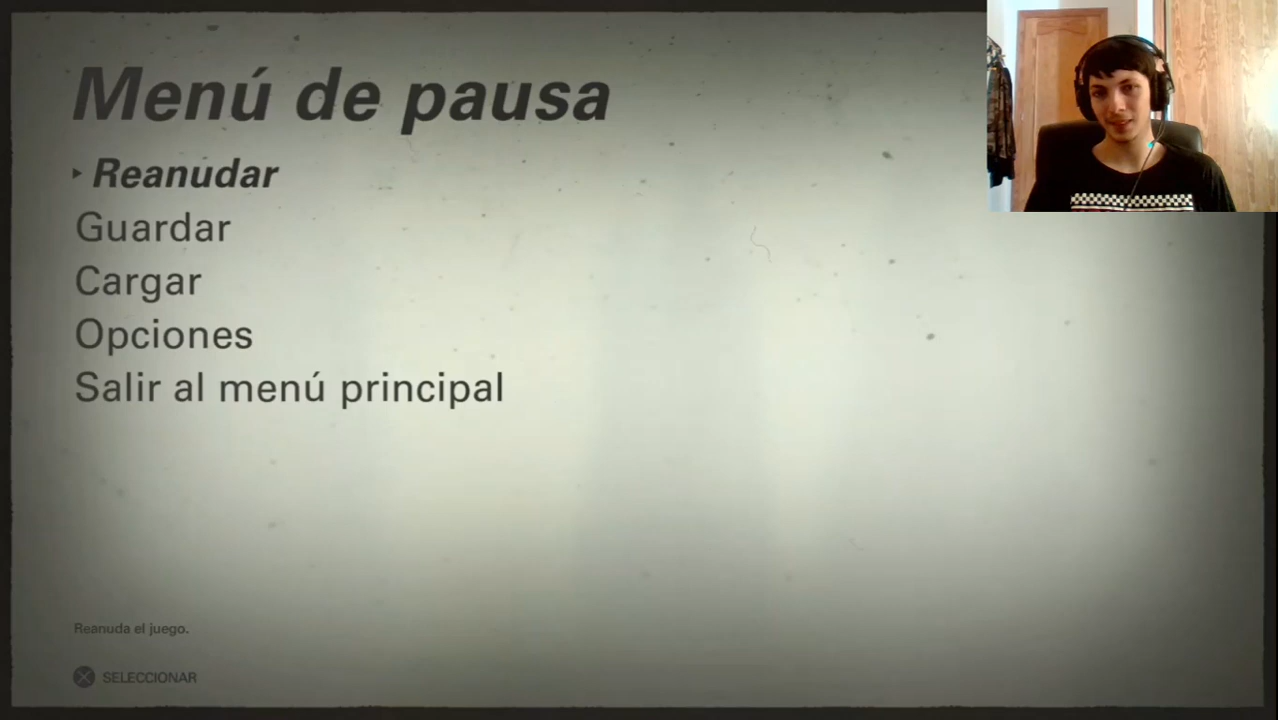 Menú de pausa
Reanudar
Guardar
Cargar
Opciones
Salir al menú principal
Reanuda el juego.
SELECCIONAR